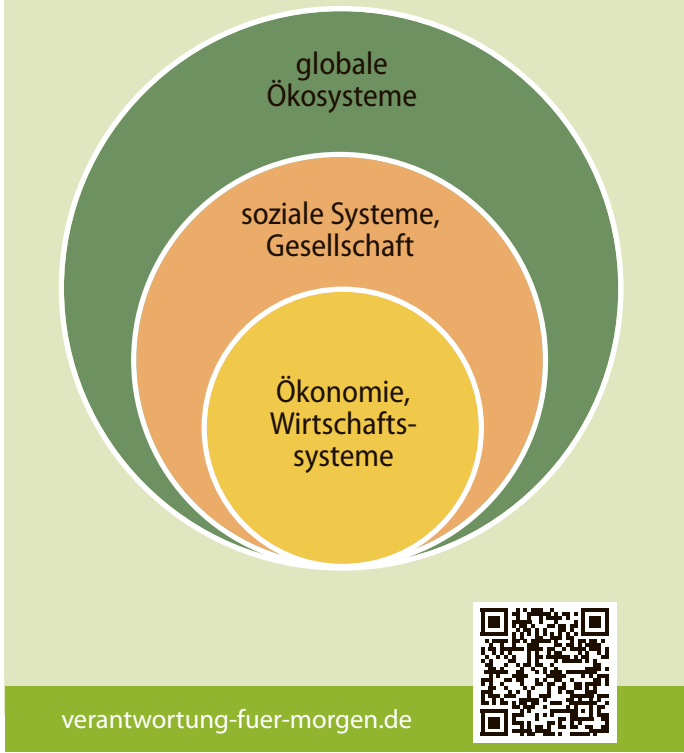 globale
Ökosysteme
soziale Systeme,
Gesellschaft
Ökonomie,
Wirtschafts-
systeme
verantwortung-fuer-morgen.de